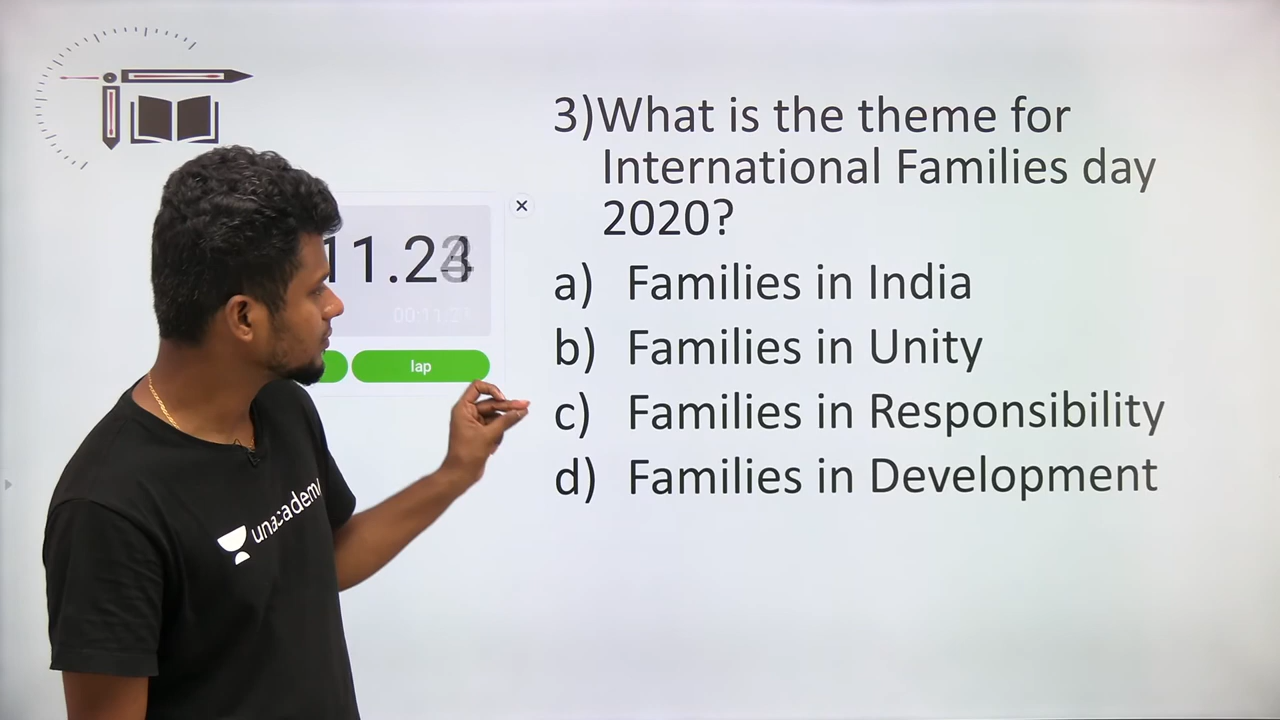 3)What is the theme for
International Families day
2020?
a) Families in India
b) Families in Unity
c) Families in Responsibility
d) Families in Development
lap
unacademy